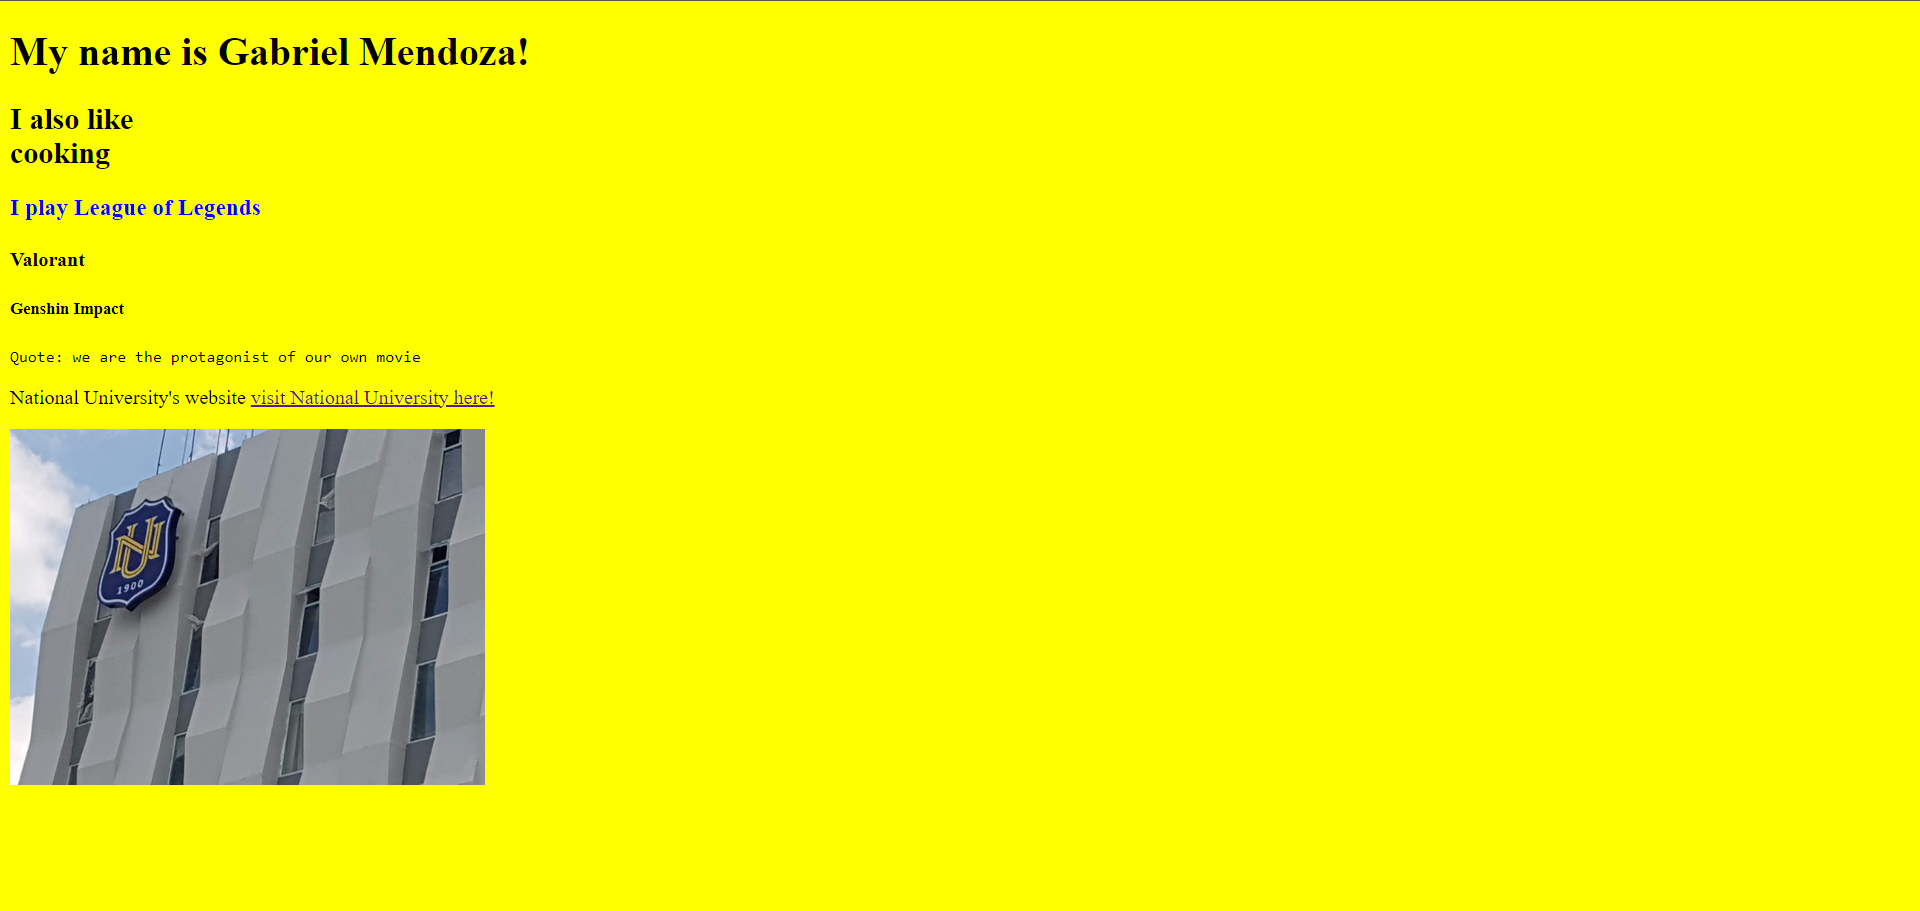 My name is Gabriel Mendoza!
I also like
cooking
I play League of Legends
Valorant
Genshin Impact
Quote: we are the protagonist of our own movie
National University's website visit National University here!
NU
1900